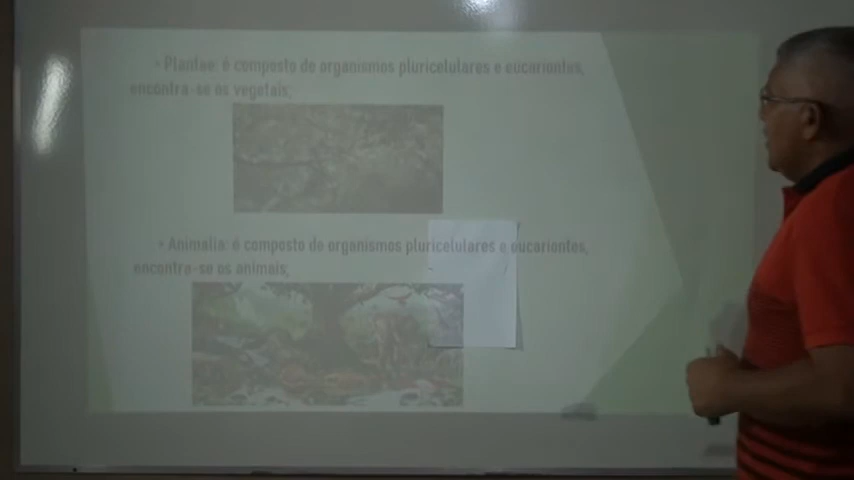 • Plantae: é composto de organismos pluricelulares e eucariontes,
encontra-se os vegetais;
• Animalia: é composto de organismos pluricelulares e eucariontes,
encontra-se os animais;